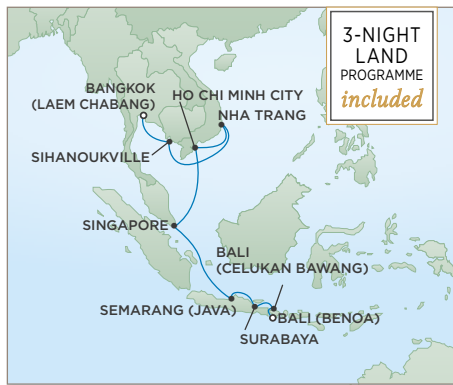 3-NIGHT
LAND
PROGRAMME
included
BANGKOK
(LAEM CHABANG)
HO CHI MINH CITY
NHA TRANG
SIHANOUKVILLE
SINGAPORE
BALI
(CELUKAN BAWANG)
SEMARANG (JAVA)
BALI (BENOA)
SURABAYA